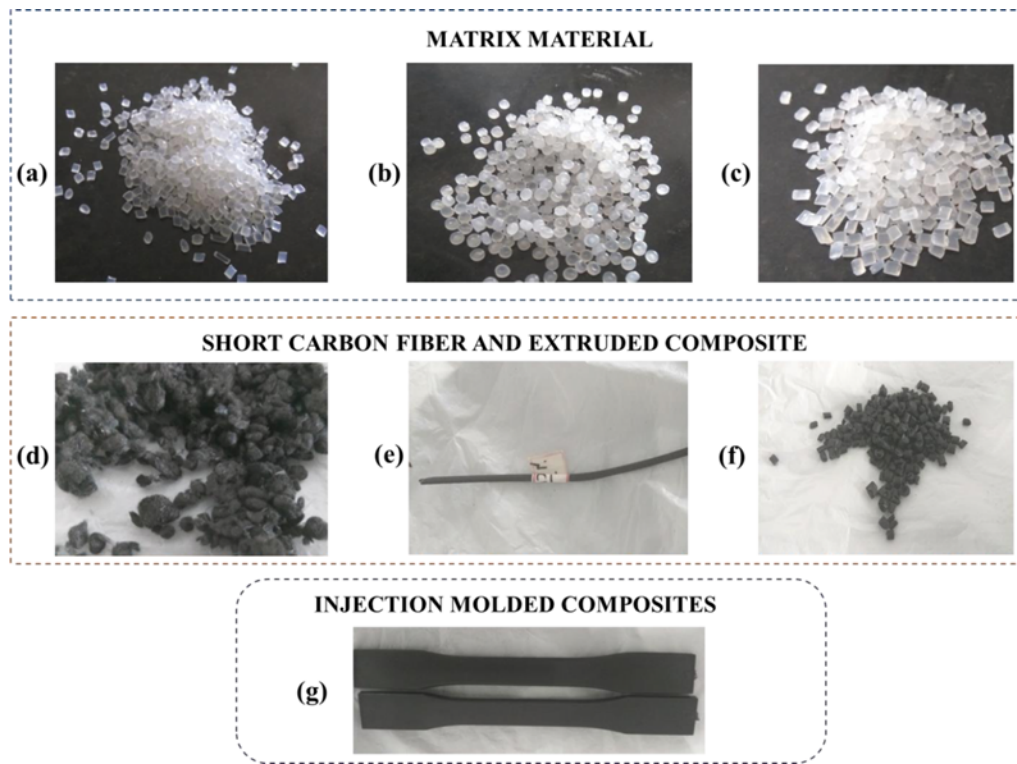 MATRIX MATERIAL
(a)
(b)
(c)
SHORT CARBON FIBER AND EXTRUDED COMPOSITE
(d)
(e)
(f)
INJECTION MOLDED COMPOSITES
(g)